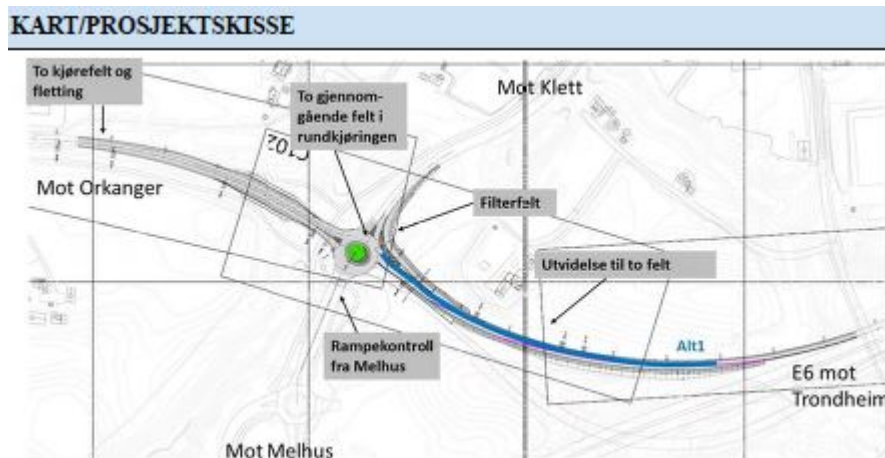 KART/PROSJEKTSKISSE
To kjørefelt og
fletting
To gjennom-
gående felt i
rundkjøringen
Mot Klett
C102
Mot Orkanger
Filterfelt
Utvidelse til to felt
Rampekontroll
fra Melhus
Alt1
E6 mot
Trondheim
Mot Melhus